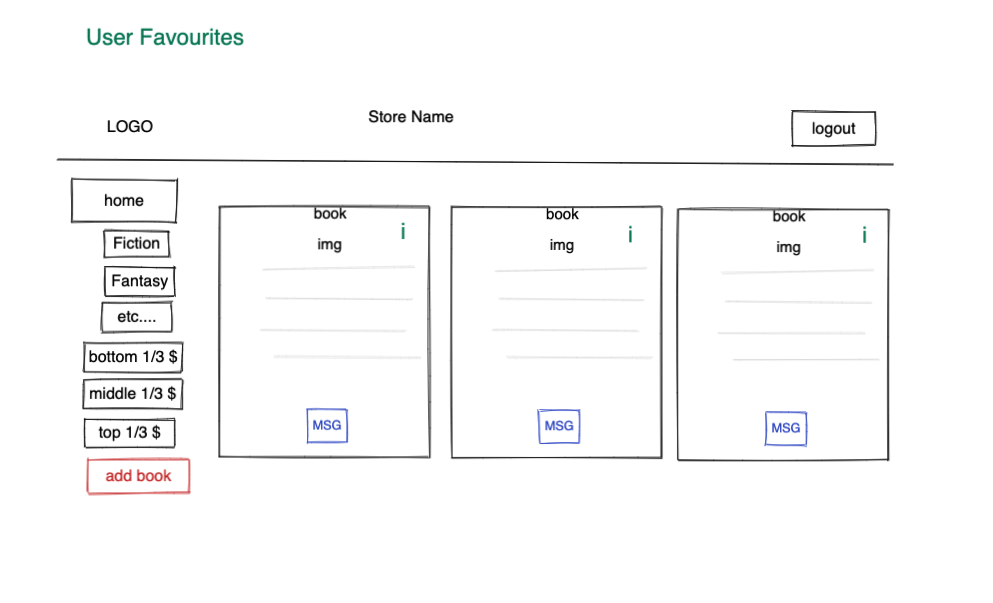 User Favourites
LOGO
Store Name
logout
home
Fiction
Fantasy
etc....
bottom 1/3 $
middle 1/3 $
top 1/3 $
add book
book
img
i
MSG
book
img
i
MSG
book
img
i
MSG